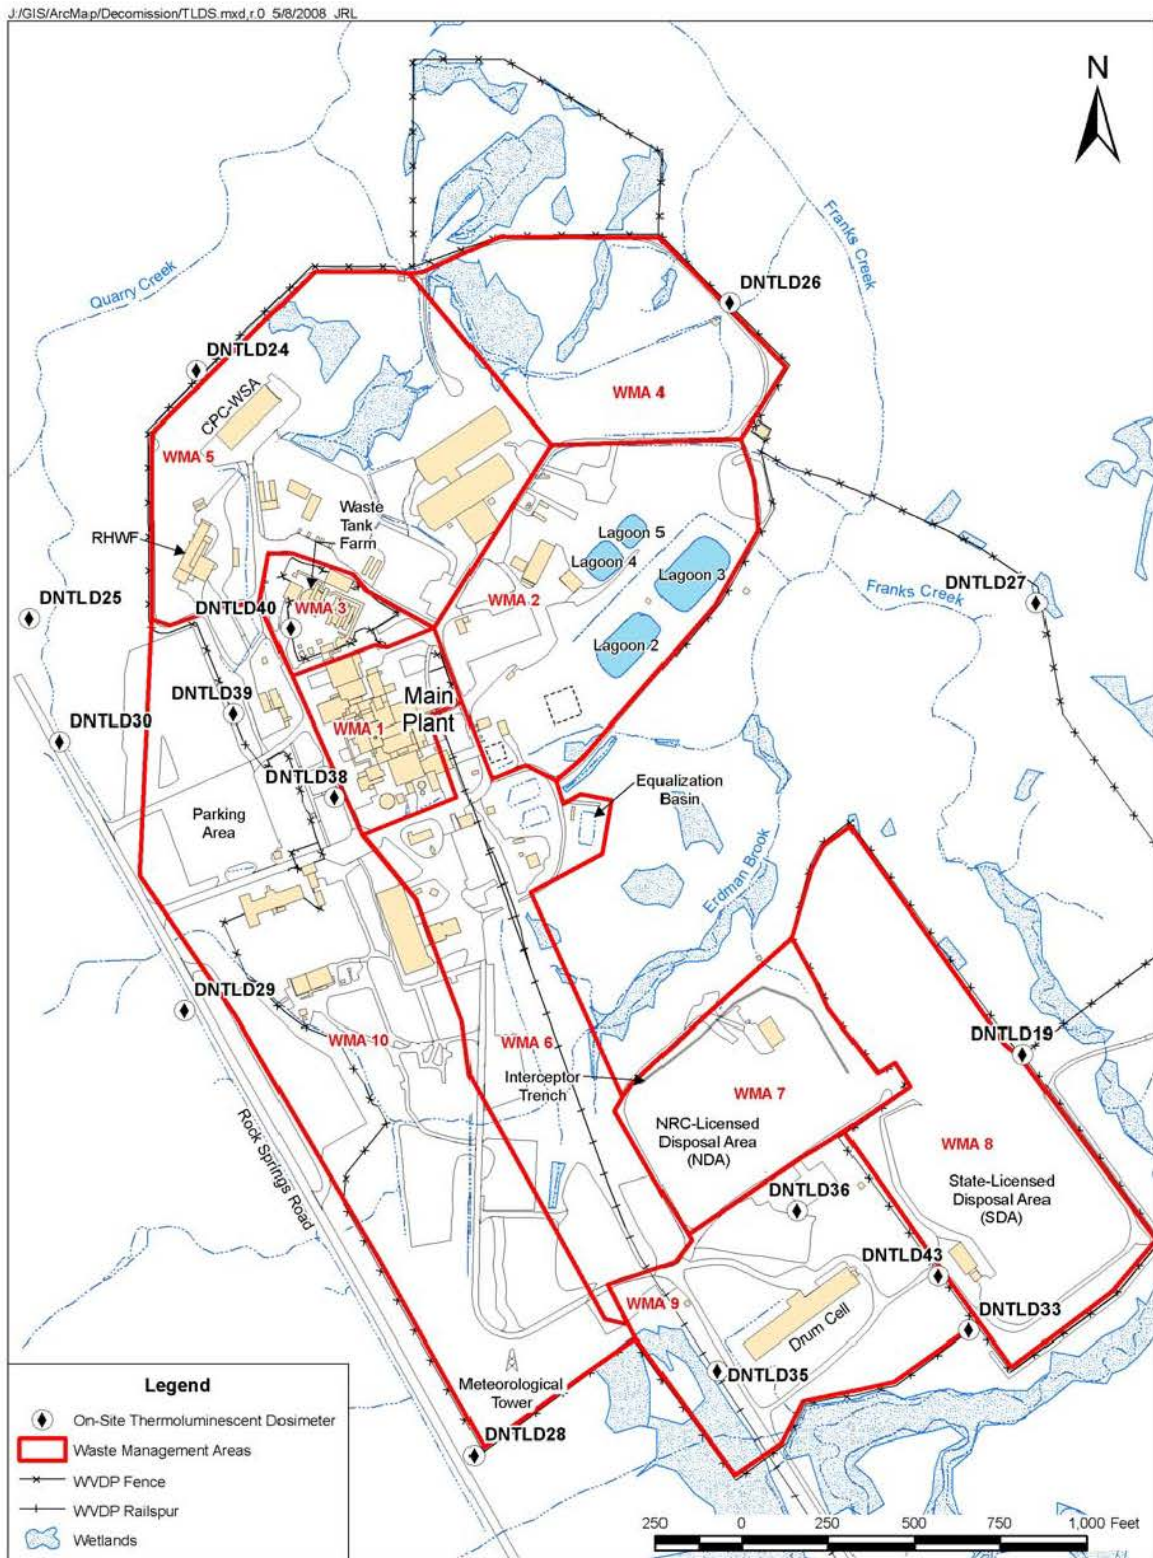 J:/GIS/ArcMap/Decomission/TLDS.mxd,r.0 5/8/2008 JRL
N
Franks Creek
Quarry Creek
DNTLD26
DNTLD24
CPC-WSA
WMA 4
WMA 5
Waste
Tank
Farm
RHWF
Lagoon 5
Lagoon 4
Lagoon 3
DNTLD27
Franks Creek
DNTLD25
DNTLD40
WMA 3
WMA 2
Lagoon 2
DNTLD39
Main
Plant
WMA 1
DNTLD30
DNTLD38
Equalization
Basin
Parking
Area
Erdman Brook
DNTLD29
DNTLD19
WMA 10
WMA 6
Interceptor
Trench
WMA 7
NRC-Licensed
Disposal Area
(NDA)
WMA 8
State-Licensed
Disposal Area
(SDA)
Rock Springs Road
DNTLD36
DNTLD43
WMA 9
DNTLD33
Drum Cell
DNTLD35
Meteorological
Tower
DNTLD28
Legend
On-Site Thermoluminescent Dosimeter
Waste Management Areas
WVDP Fence
WVDP Railspur
Wetlands
250 0 250 500 750 1,000 Feet